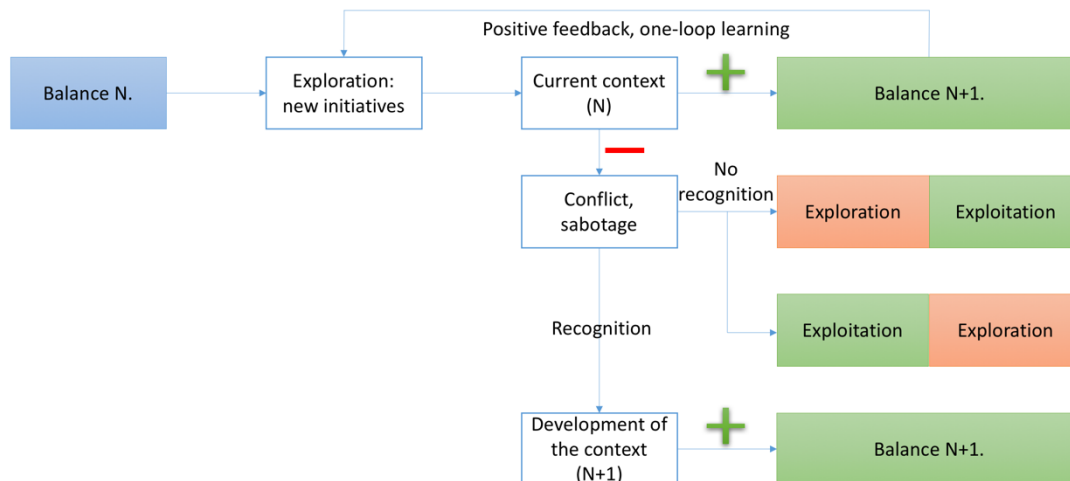 Positive feedback, one-loop learning
Balance N.
Exploration:
new initiatives
Current context
(N)
Balance N+1.
No
recognition
Conflict,
sabotage
Exploration
Exploitation
Exploitation
Exploration
Recognition
Development of
the context
(N+1)
Balance N+1.